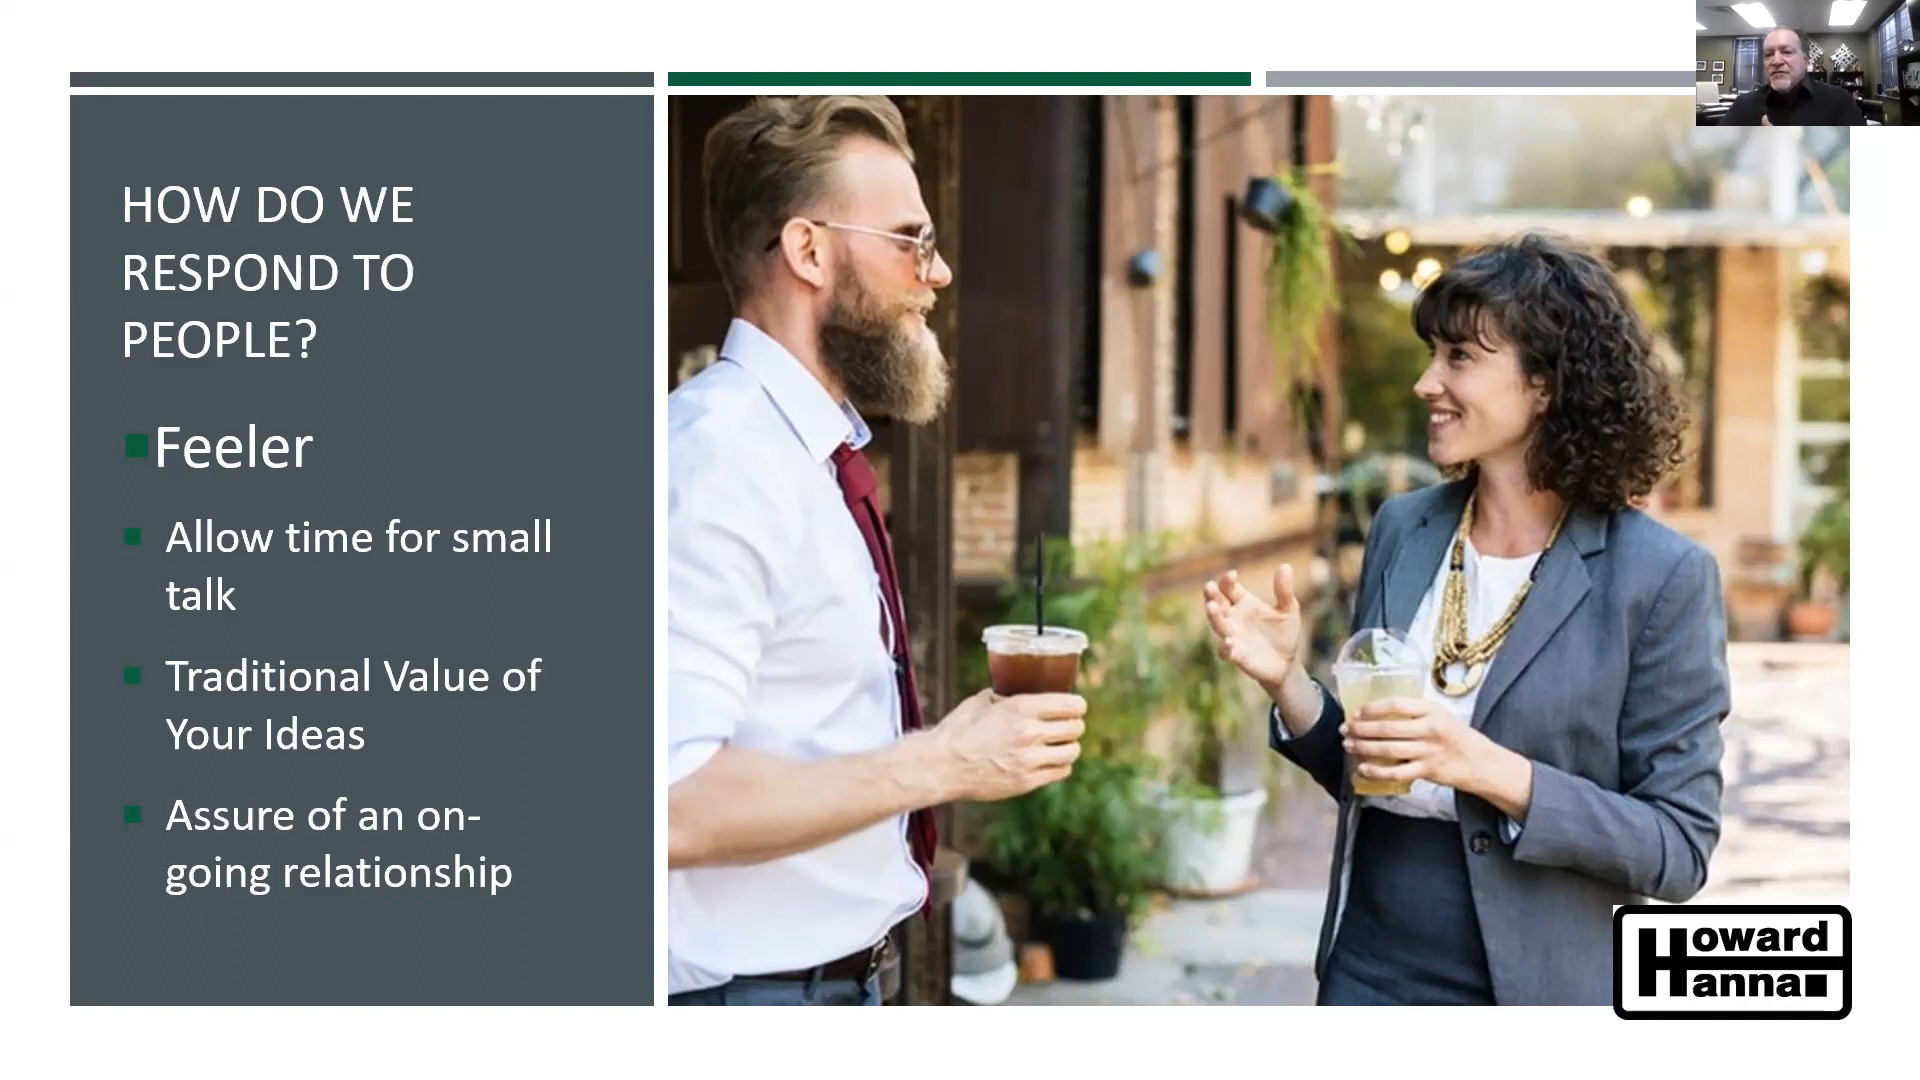 HOW DO WE
RESPOND TO
PEOPLE?
Feeler
Allow time for small
talk
Traditional Value of
Your Ideas
Assure of an on-
going relationship
Howard
Hanna